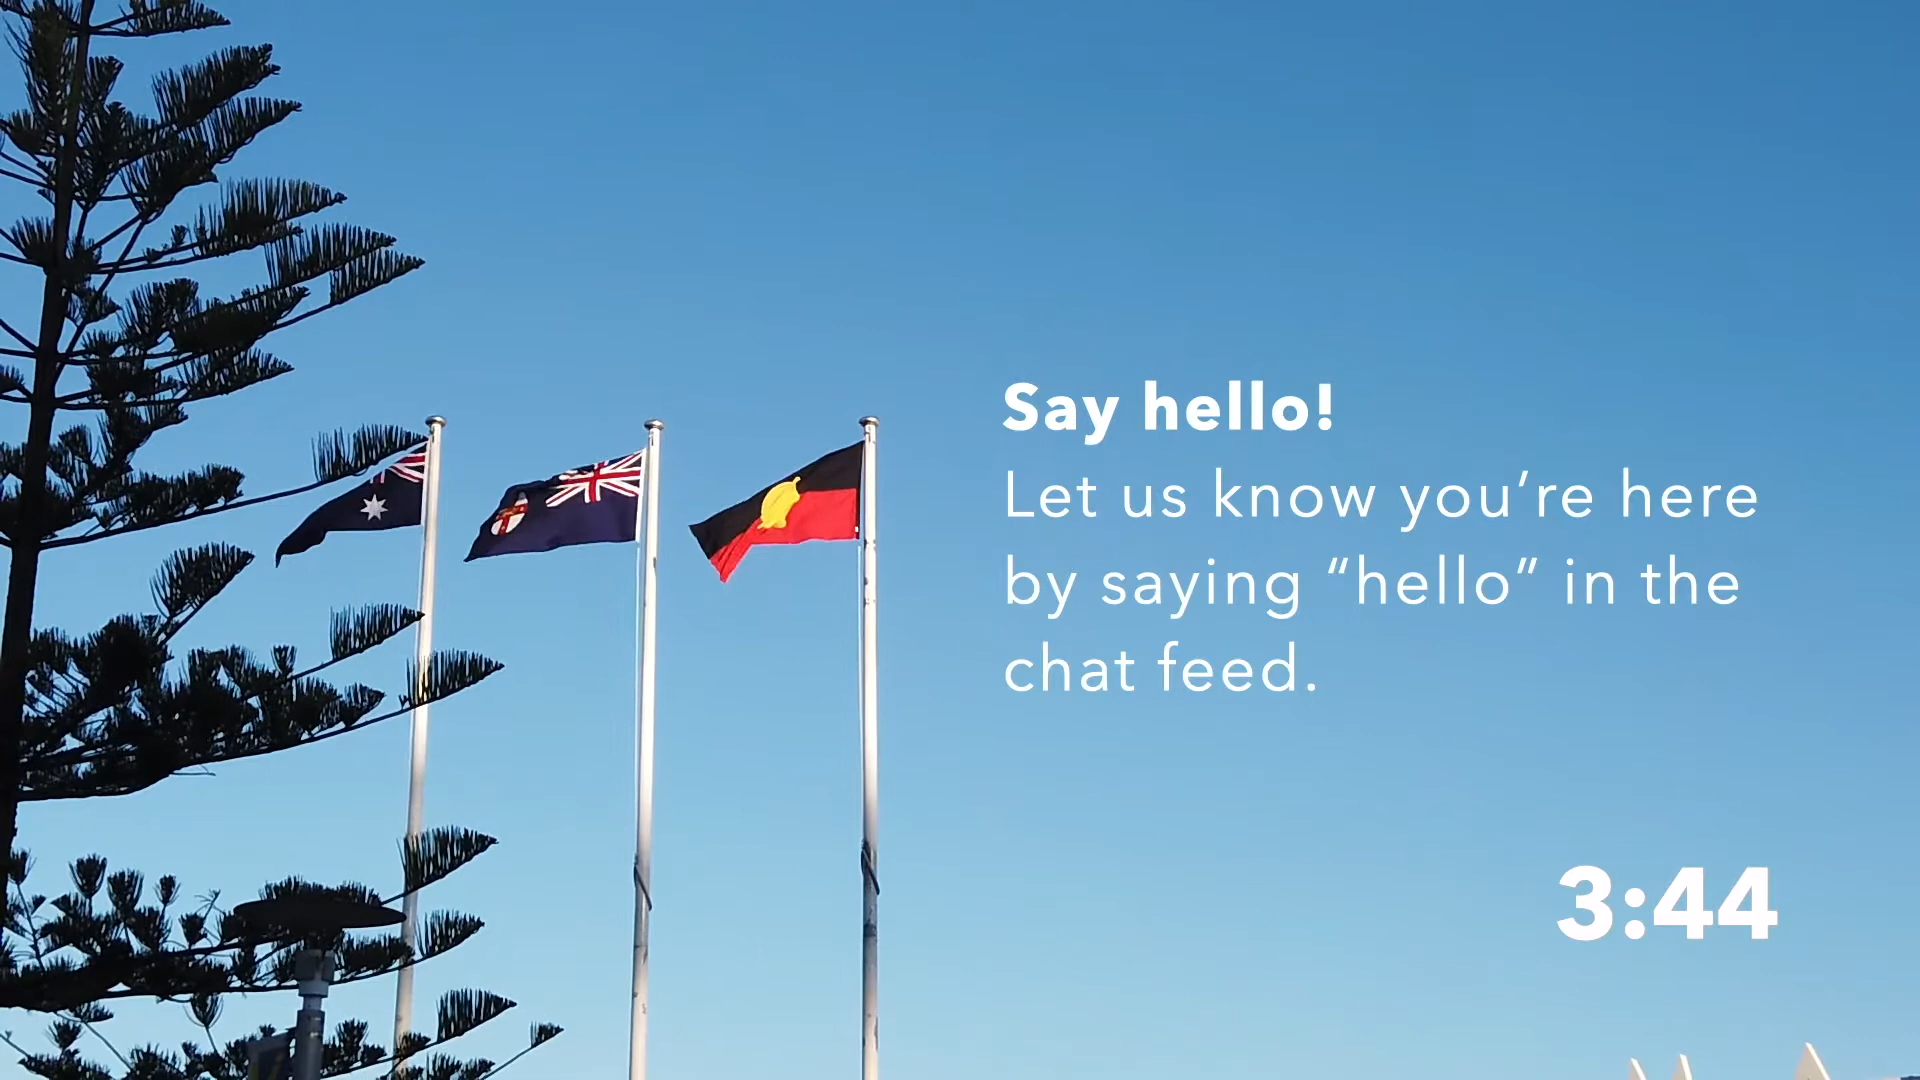 Say hello!
Let us know you’re here
by saying “hello” in the
chat feed.
3:44